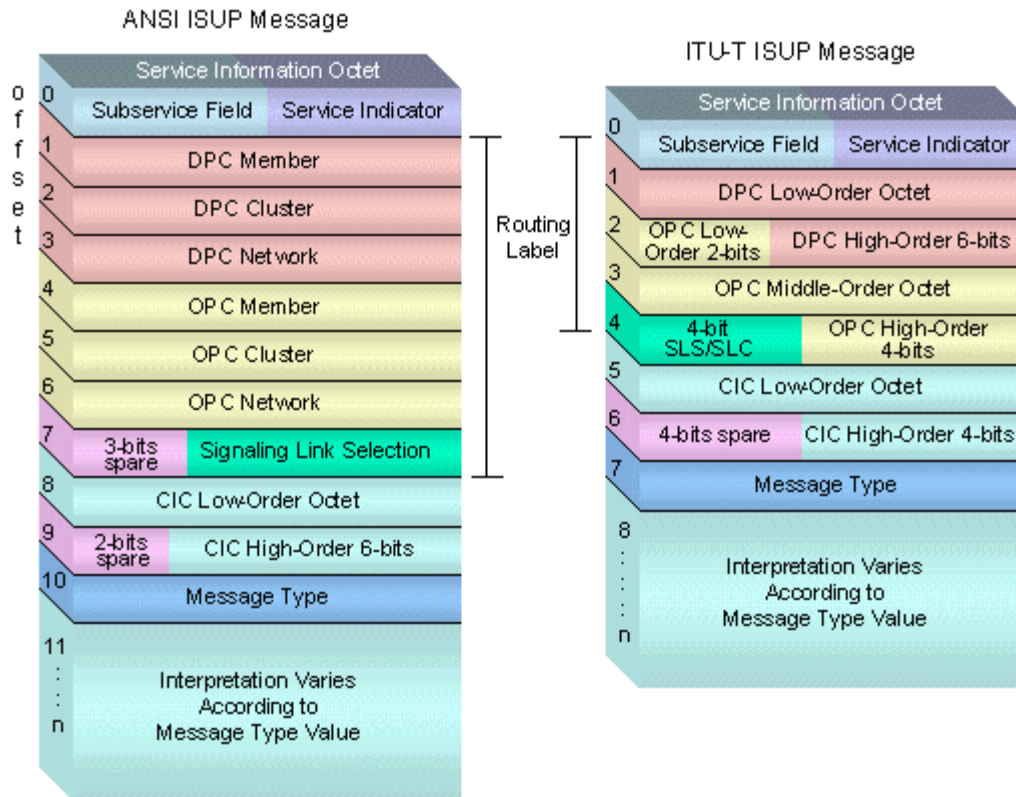 ANSI ISUP Message
offset
Service Information Octet
0
Subservice Field
Service Indicator
1
DPC Member
2
DPC Cluster
3
DPC Network
4
OPC Member
5
OPC Cluster
6
OPC Network
7
3-bits
spare
Signaling Link Selection
8
CIC Low-Order Octet
9
2-bits
spare
CIC High-Order 6-bits
10
Message Type
11
:
:
n
Interpretation Varies
According to
Message Type Value
Routing
Label
ITU-T ISUP Message
Service Information Octet
0
Subservice Field
Service Indicator
1
DPC Low-Order Octet
2
OPC Low-
Order 2-bits
DPC High-Order 6-bits
3
OPC Middle-Order Octet
4
4-bit
SLS/SLC
OPC High-Order
4-bits
5
CIC Low-Order Octet
6
4-bits spare
CIC High-Order 4-bits
7
Message Type
8
:
:
n
Interpretation Varies
According to
Message Type Value